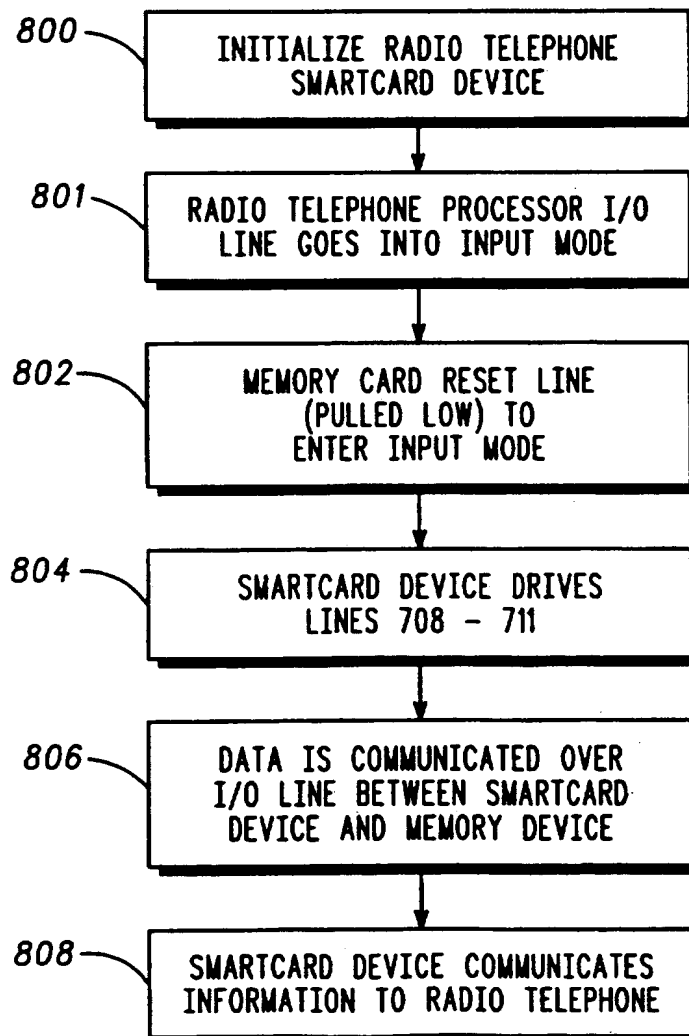 800
INITIALIZE RADIO TELEPHONE
SMARTCARD DEVICE
801
RADIO TELEPHONE PROCESSOR I/O
LINE GOES INTO INPUT MODE
802
MEMORY CARD RESET LINE
(PULLED LOW) TO
ENTER INPUT MODE
804
SMARTCARD DEVICE DRIVES
LINES 708 - 711
806
DATA IS COMMUNICATED OVER
I/O LINE BETWEEN SMARTCARD
DEVICE AND MEMORY DEVICE
808
SMARTCARD DEVICE COMMUNICATES
INFORMATION TO RADIO TELEPHONE